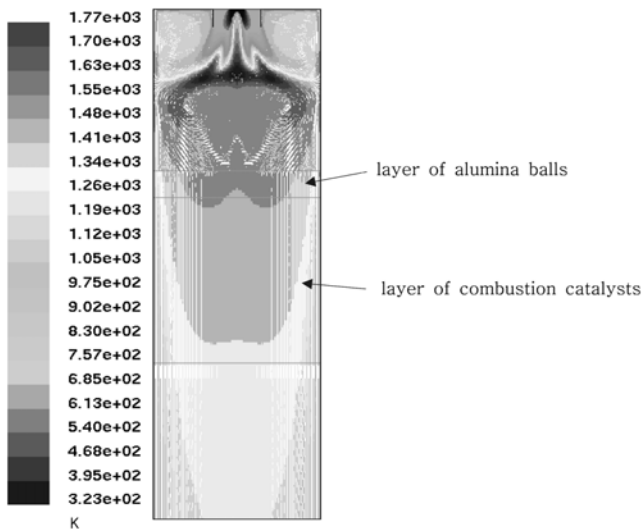 1.77e+03
1.70e+03
1.63e+03
1.55e+03
1.48e+03
1.41e+03
1.34e+03
1.26e+03
1.19e+03
1.12e+03
1.05e+03
9.75e+02
9.02e+02
8.30e+02
7.57e+02
6.85e+02
6.13e+02
5.40e+02
4.68e+02
3.95e+02
3.23e+02
K
layer of alumina balls
layer of combustion catalysts